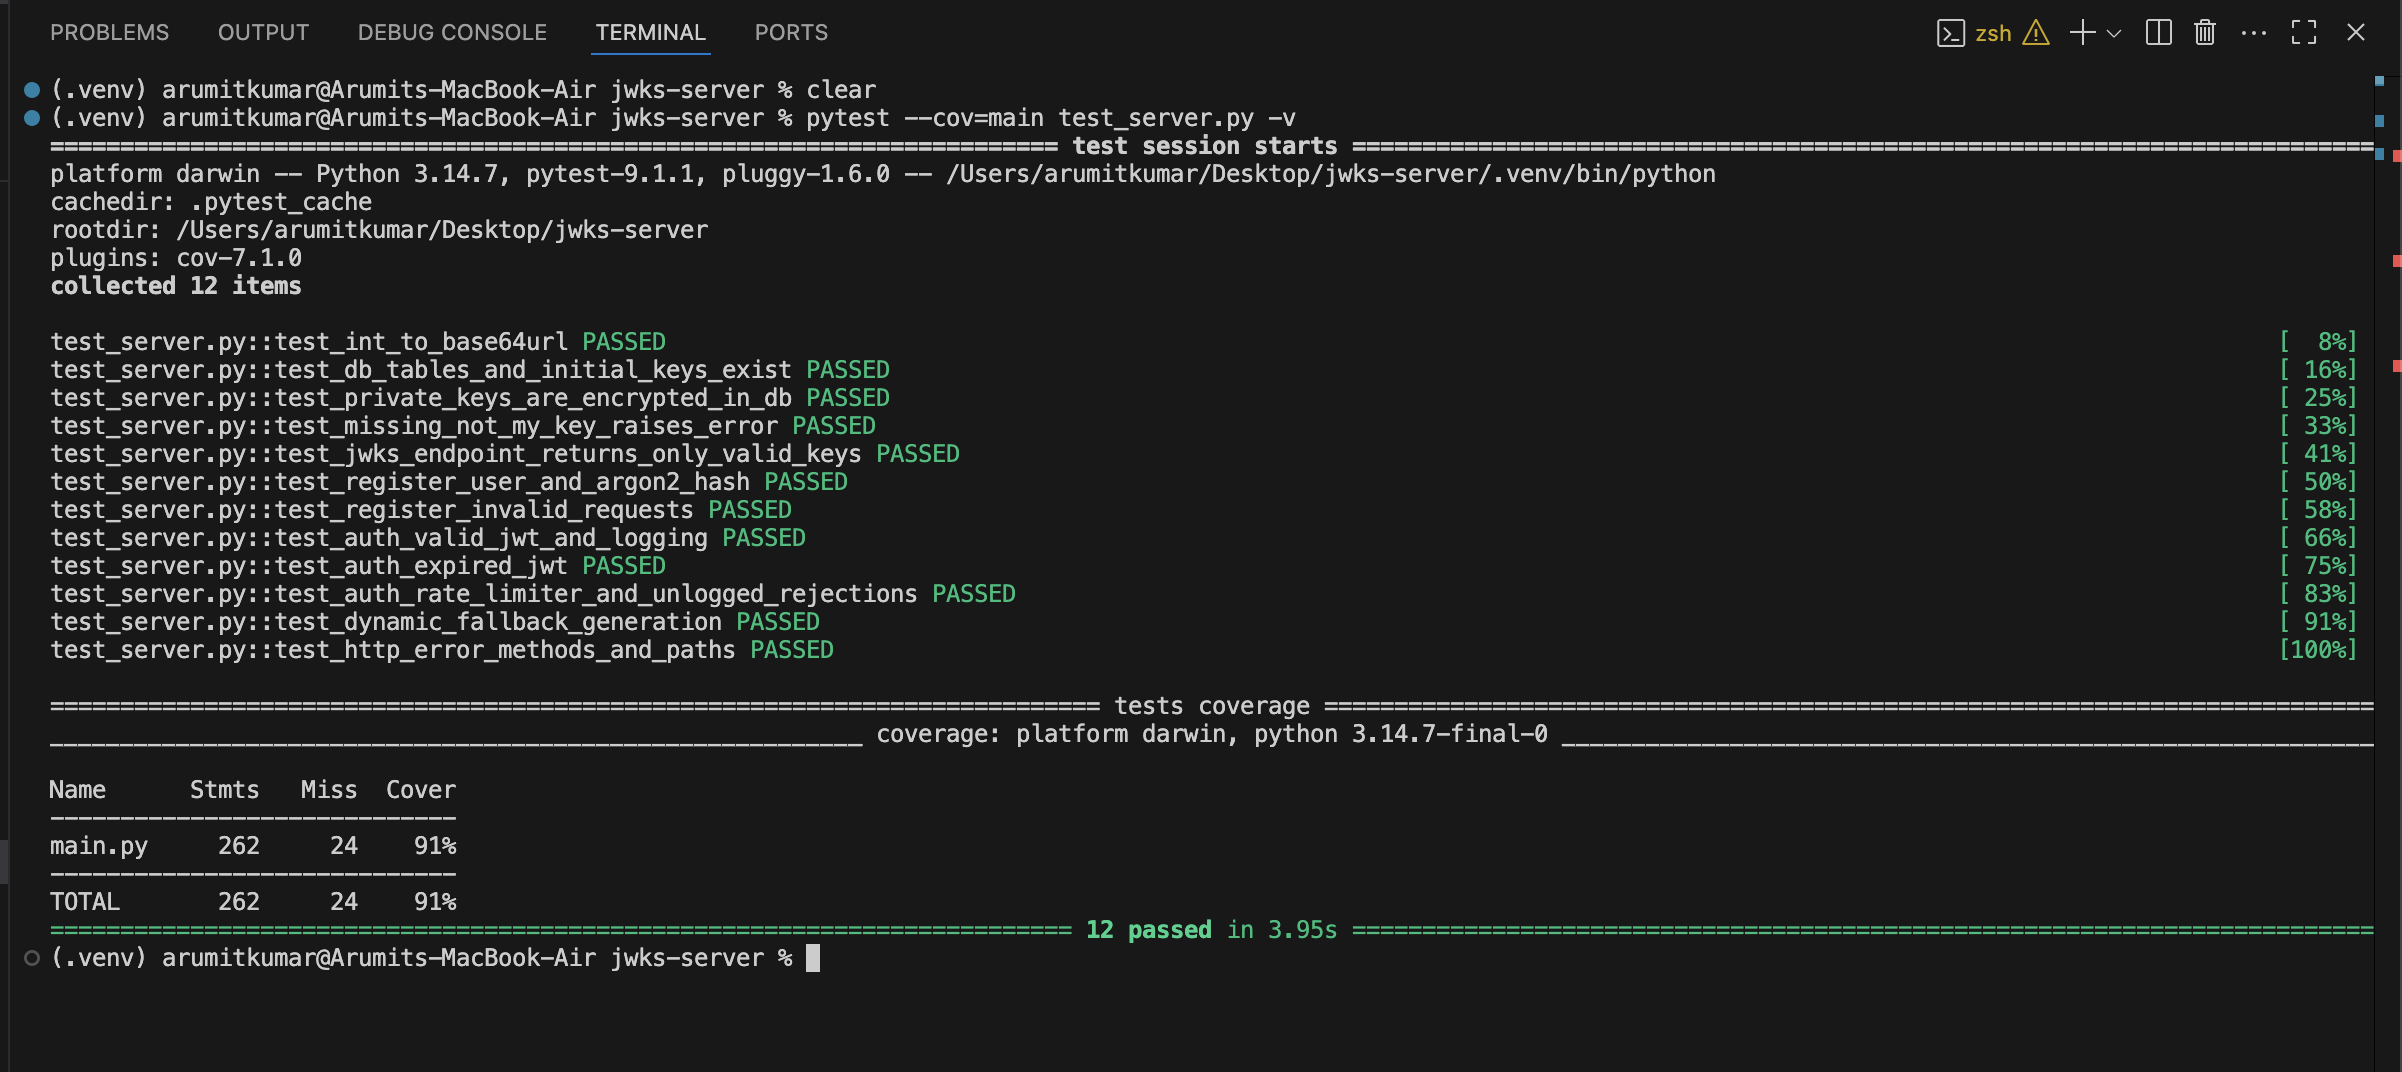 PROBLEMS OUTPUT DEBUG CONSOLE TERMINAL PORTS zsh
(.venv) arumitkumar@Arumits-MacBook-Air jwks-server % clear
(.venv) arumitkumar@Arumits-MacBook-Air jwks-server % pytest --cov=main test_server.py -v
======================================================================== test session starts =========================================================================
platform darwin -- Python 3.14.7, pytest-9.1.1, pluggy-1.6.0 -- /Users/arumitkumar/Desktop/jwks-server/.venv/bin/python
cachedir: .pytest_cache
rootdir: /Users/arumitkumar/Desktop/jwks-server
plugins: cov-7.1.0
collected 12 items
test_server.py::test_int_to_base64url PASSED [  8%]
test_server.py::test_db_tables_and_initial_keys_exist PASSED [ 16%]
test_server.py::test_private_keys_are_encrypted_in_db PASSED [ 25%]
test_server.py::test_missing_not_my_key_raises_error PASSED [ 33%]
test_server.py::test_jwks_endpoint_returns_only_valid_keys PASSED [ 41%]
test_server.py::test_register_user_and_argon2_hash PASSED [ 50%]
test_server.py::test_register_invalid_requests PASSED [ 58%]
test_server.py::test_auth_valid_jwt_and_logging PASSED [ 66%]
test_server.py::test_auth_expired_jwt PASSED [ 75%]
test_server.py::test_auth_rate_limiter_and_unlogged_rejections PASSED [ 83%]
test_server.py::test_dynamic_fallback_generation PASSED [ 91%]
test_server.py::test_http_error_methods_and_paths PASSED [100%]
=========================================================================== tests coverage ===========================================================================
__________________________________________________________ coverage: platform darwin, python 3.14.7-final-0 __________________________________________________________
Name      Stmts   Miss  Cover
-----------------------------
main.py     262     24    91%
-----------------------------
TOTAL       262     24    91%
========================================================================= 12 passed in 3.95s =========================================================================
(.venv) arumitkumar@Arumits-MacBook-Air jwks-server %